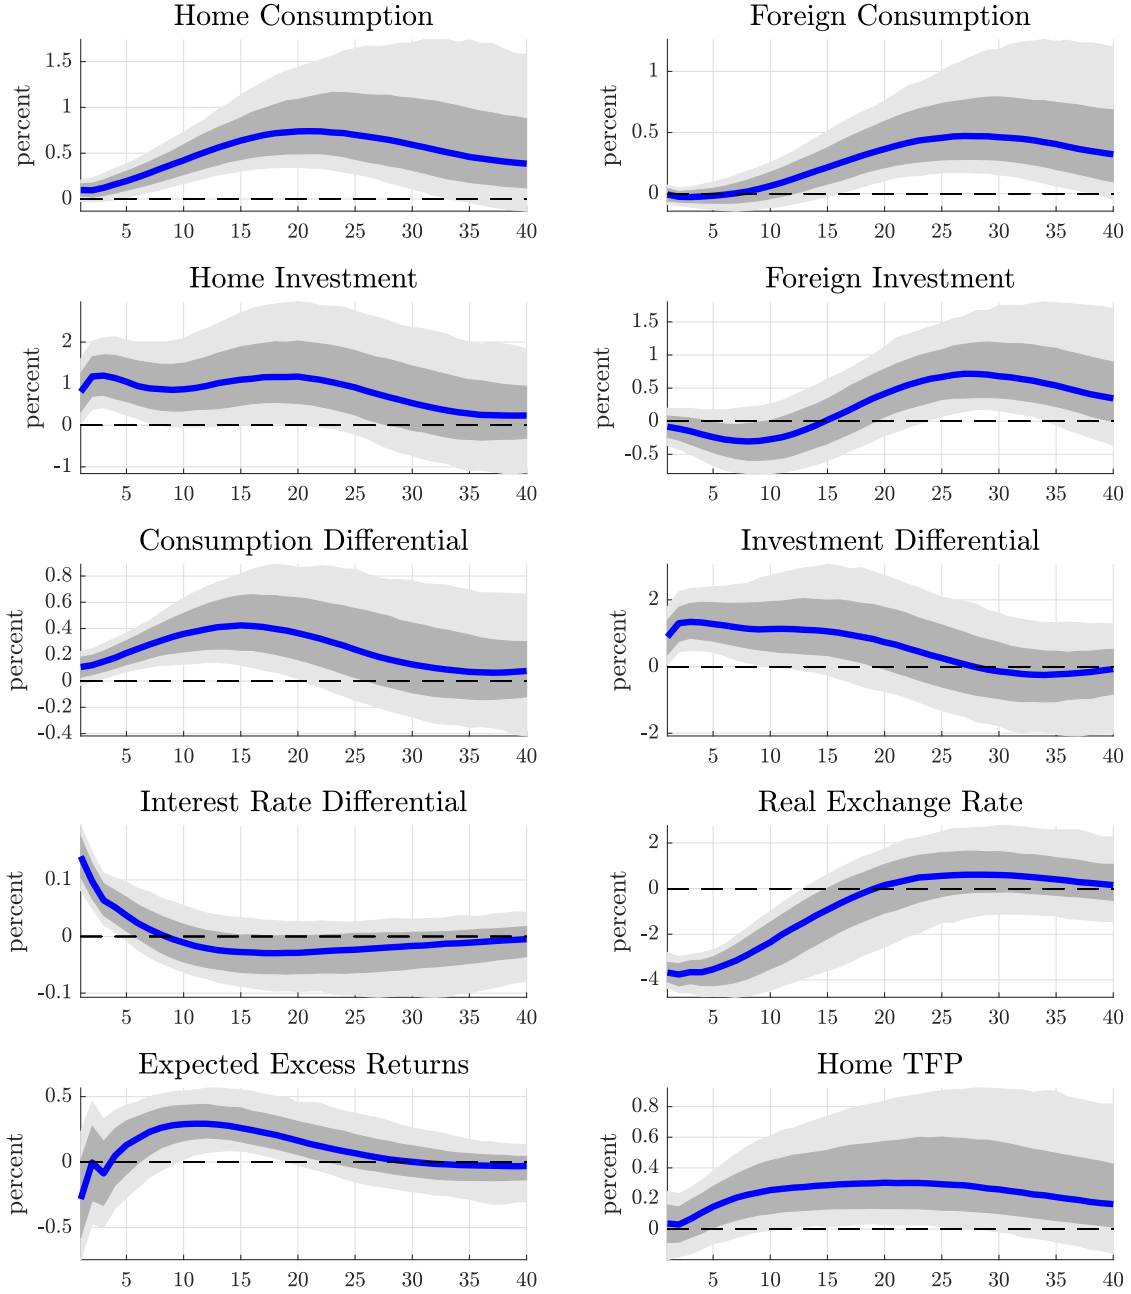 Home Consumption
percent
1.5
1
0.5
0
5 10 15 20 25 30 35 40
Foreign Consumption
percent
1
0.5
0
5 10 15 20 25 30 35 40
Home Investment
percent
2
1
0
-1
5 10 15 20 25 30 35 40
Foreign Investment
percent
1.5
1
0.5
0
-0.5
5 10 15 20 25 30 35 40
Consumption Differential
percent
0.8
0.6
0.4
0.2
0
-0.2
-0.4
5 10 15 20 25 30 35 40
Investment Differential
percent
2
0
-2
5 10 15 20 25 30 35 40
Interest Rate Differential
percent
0.1
0
-0.1
5 10 15 20 25 30 35 40
Real Exchange Rate
percent
2
0
-2
-4
5 10 15 20 25 30 35 40
Expected Excess Returns
percent
0.5
0
-0.5
5 10 15 20 25 30 35 40
Home TFP
percent
0.8
0.6
0.4
0.2
0
5 10 15 20 25 30 35 40